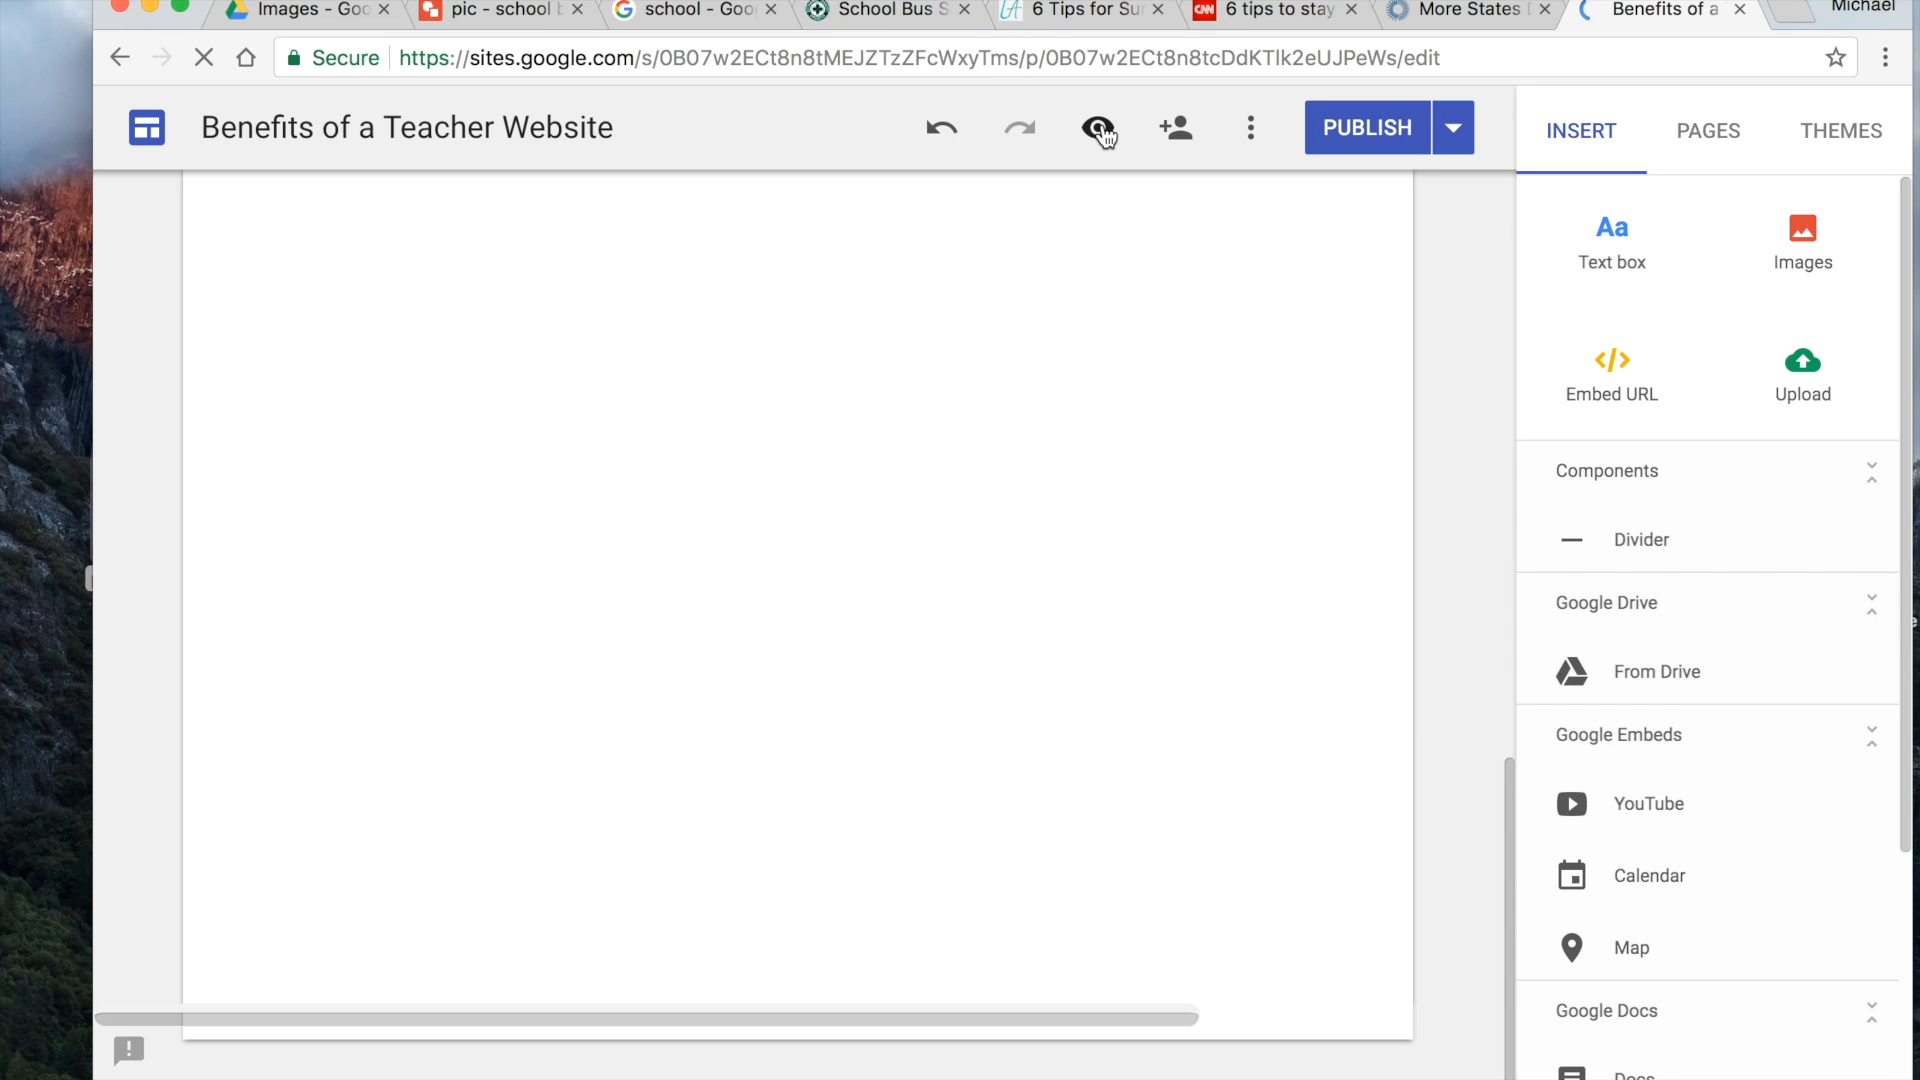 Images - Goo
pic - school b
school - Goo
School Bus S
6 Tips for Su
CNN
6 tips to stay
More States
Benefits of a
Michael
Secure
https://sites.google.com/s/0B07w2ECt8n8tMEJZTzZFcWxyTms/p/0B07w2ECt8n8tcDdKTlk2eUJPeWs/edit
Benefits of a Teacher Website
PUBLISH
INSERT
PAGES
THEMES
Aa
Text box
Images
Embed URL
Upload
Components
Divider
Google Drive
From Drive
Google Embeds
YouTube
Calendar
Map
Google Docs
Docs